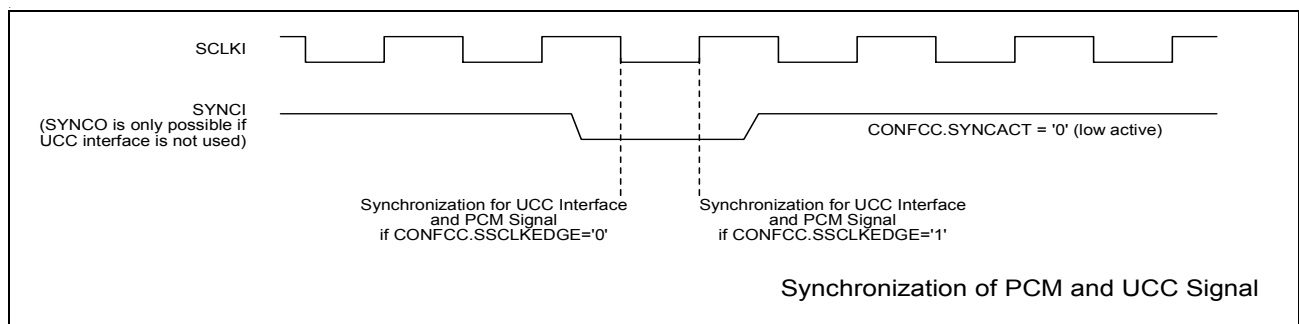 SCLKI
SYNCI
(SYNCO is only possible if
UCC interface is not used)
CONFCC.SYNCACT = '0' (low active)
Synchronization for UCC Interface
and PCM Signal
if CONFCC.SSCLKEDGE='0'
Synchronization for UCC Interface
and PCM Signal
if CONFCC.SSCLKEDGE='1'
Synchronization of PCM and UCC Signal